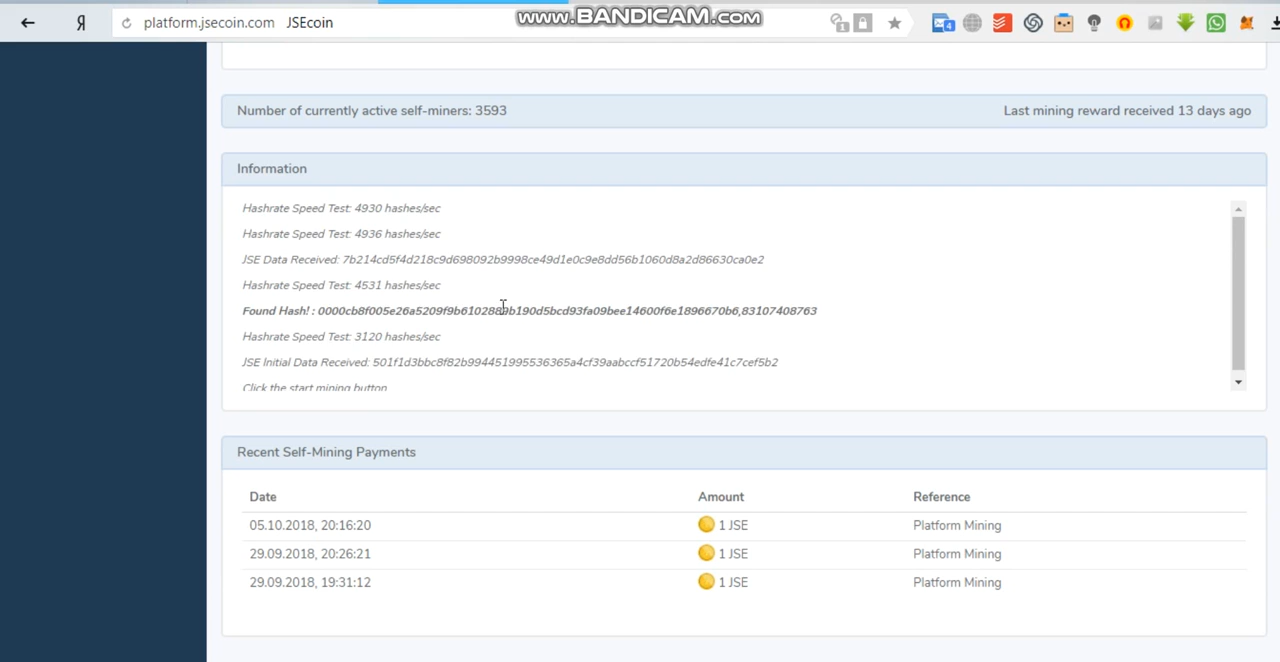 www.BANDICAM.com
Я platform.jsecoin.com JSEcoin
4
Number of currently active self-miners: 3593 Last mining reward received 13 days ago
Information
Hashrate Speed Test: 4930 hashes/sec
Hashrate Speed Test: 4936 hashes/sec
JSE Data Received: 7b214cd5f4d218c9d698092b9998ce49d1e0c9e8dd56b1060d8a2d86630ca0e2
Hashrate Speed Test: 4531 hashes/sec
Found Hash! : 0000cb8f005e26a5209f9b6102889b190d5bcd93fa09bee14600f6e1896670b6,83107408763
Hashrate Speed Test: 3120 hashes/sec
JSE Initial Data Received: 501f1d3bbc8f82b994451995536365a4cf39aabccf51720b54edfe41c7cef5b2
Click the start mining button
Recent Self-Mining Payments
Date Amount Reference
05.10.2018, 20:16:20 1 JSE Platform Mining
29.09.2018, 20:26:21 1 JSE Platform Mining
29.09.2018, 19:31:12 1 JSE Platform Mining